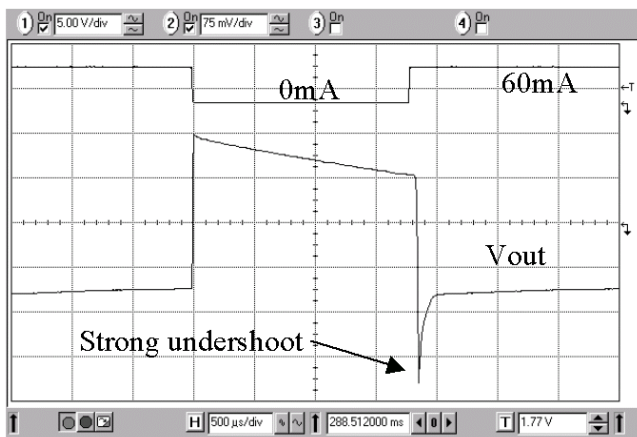 1 On 5.00 V/div 2 On 75 mV/div 3 On 4 On
0mA 60mA
T
Vout
Strong undershoot
H 500 µs/div 288.512000 ms 0 T 1.77 V